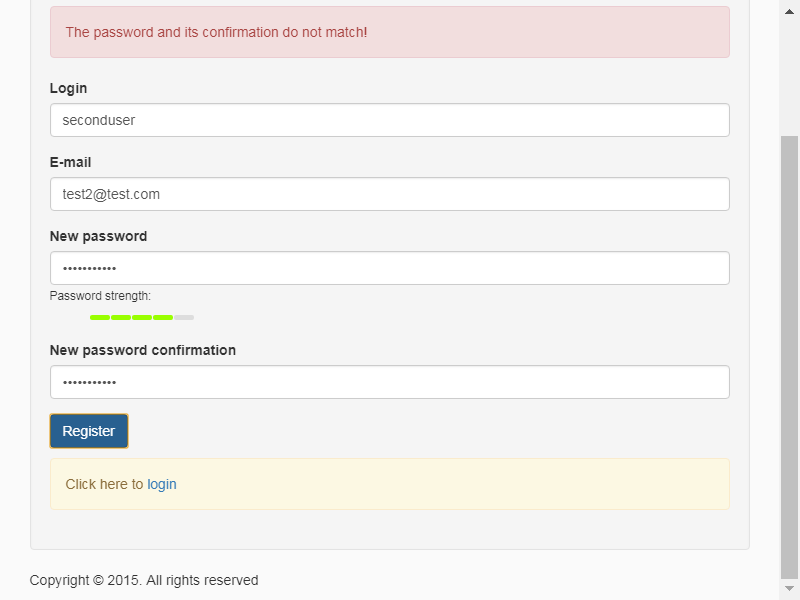 The password and its confirmation do not match!
Login
seconduser
E-mail
test2@test.com
New password
•••••••••••
Password strength:
New password confirmation
•••••••••••
Register
Click here to login
Copyright © 2015. All rights reserved